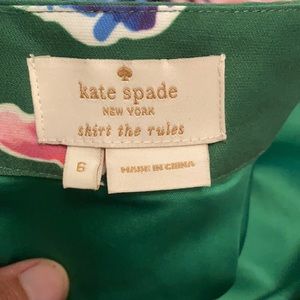 kate spade
NEW YORK
skirt the rules
6
MADE IN CHINA